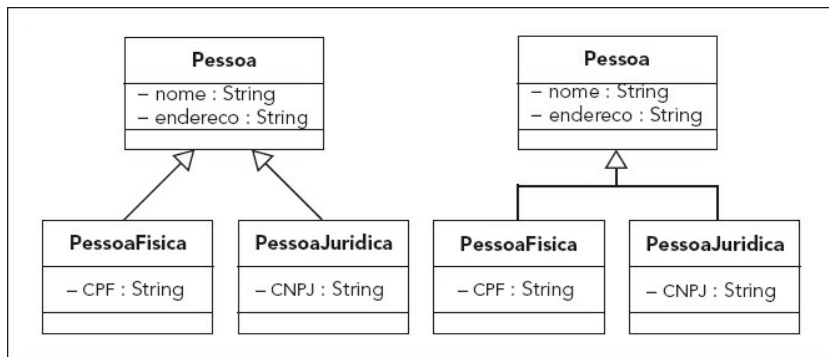 Pessoa
– nome : String
– endereco : String
PessoaFisica
– CPF : String
PessoaJuridica
– CNPJ : String
Pessoa
– nome : String
– endereco : String
PessoaFisica
– CPF : String
PessoaJuridica
– CNPJ : String